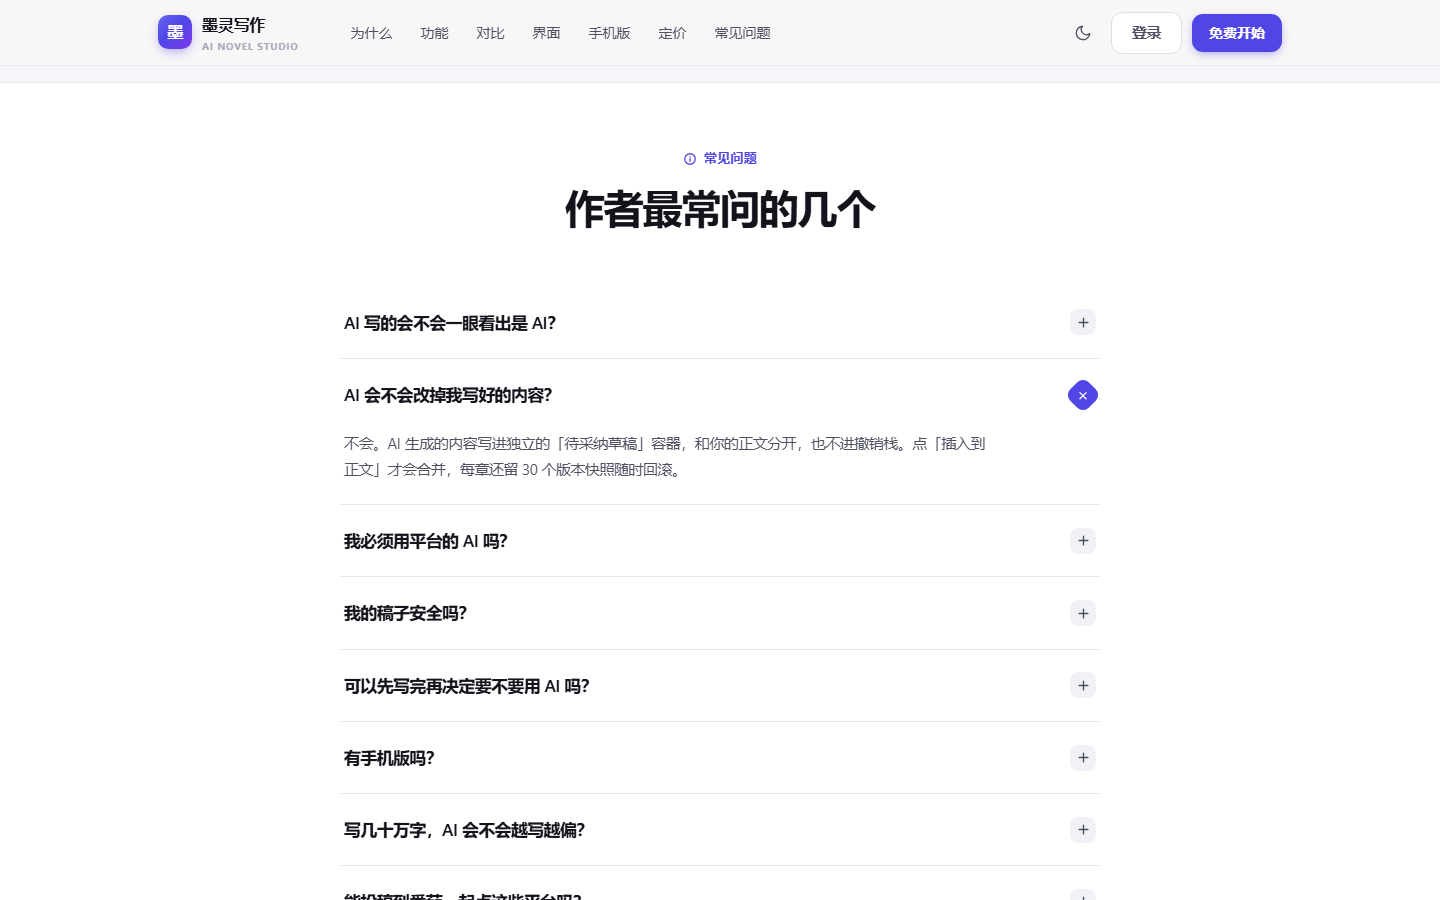 墨
墨灵写作
AI NOVEL STUDIO
为什么
功能
对比
界面
手机版
定价
常见问题
登录
免费开始
常见问题
作者最常问的几个
AI 写的会不会一眼看出是 AI?
AI 会不会改掉我写好的内容?
不会。AI 生成的内容写进独立的「待采纳草稿」容器，和你的正文分开，也不进撤销栈。点「插入到
正文」才会合并，每章还留 30 个版本快照随时回滚。
我必须用平台的 AI 吗?
我的稿子安全吗?
可以先写完再决定要不要用 AI 吗?
有手机版吗?
写几十万字，AI 会不会越写越偏?